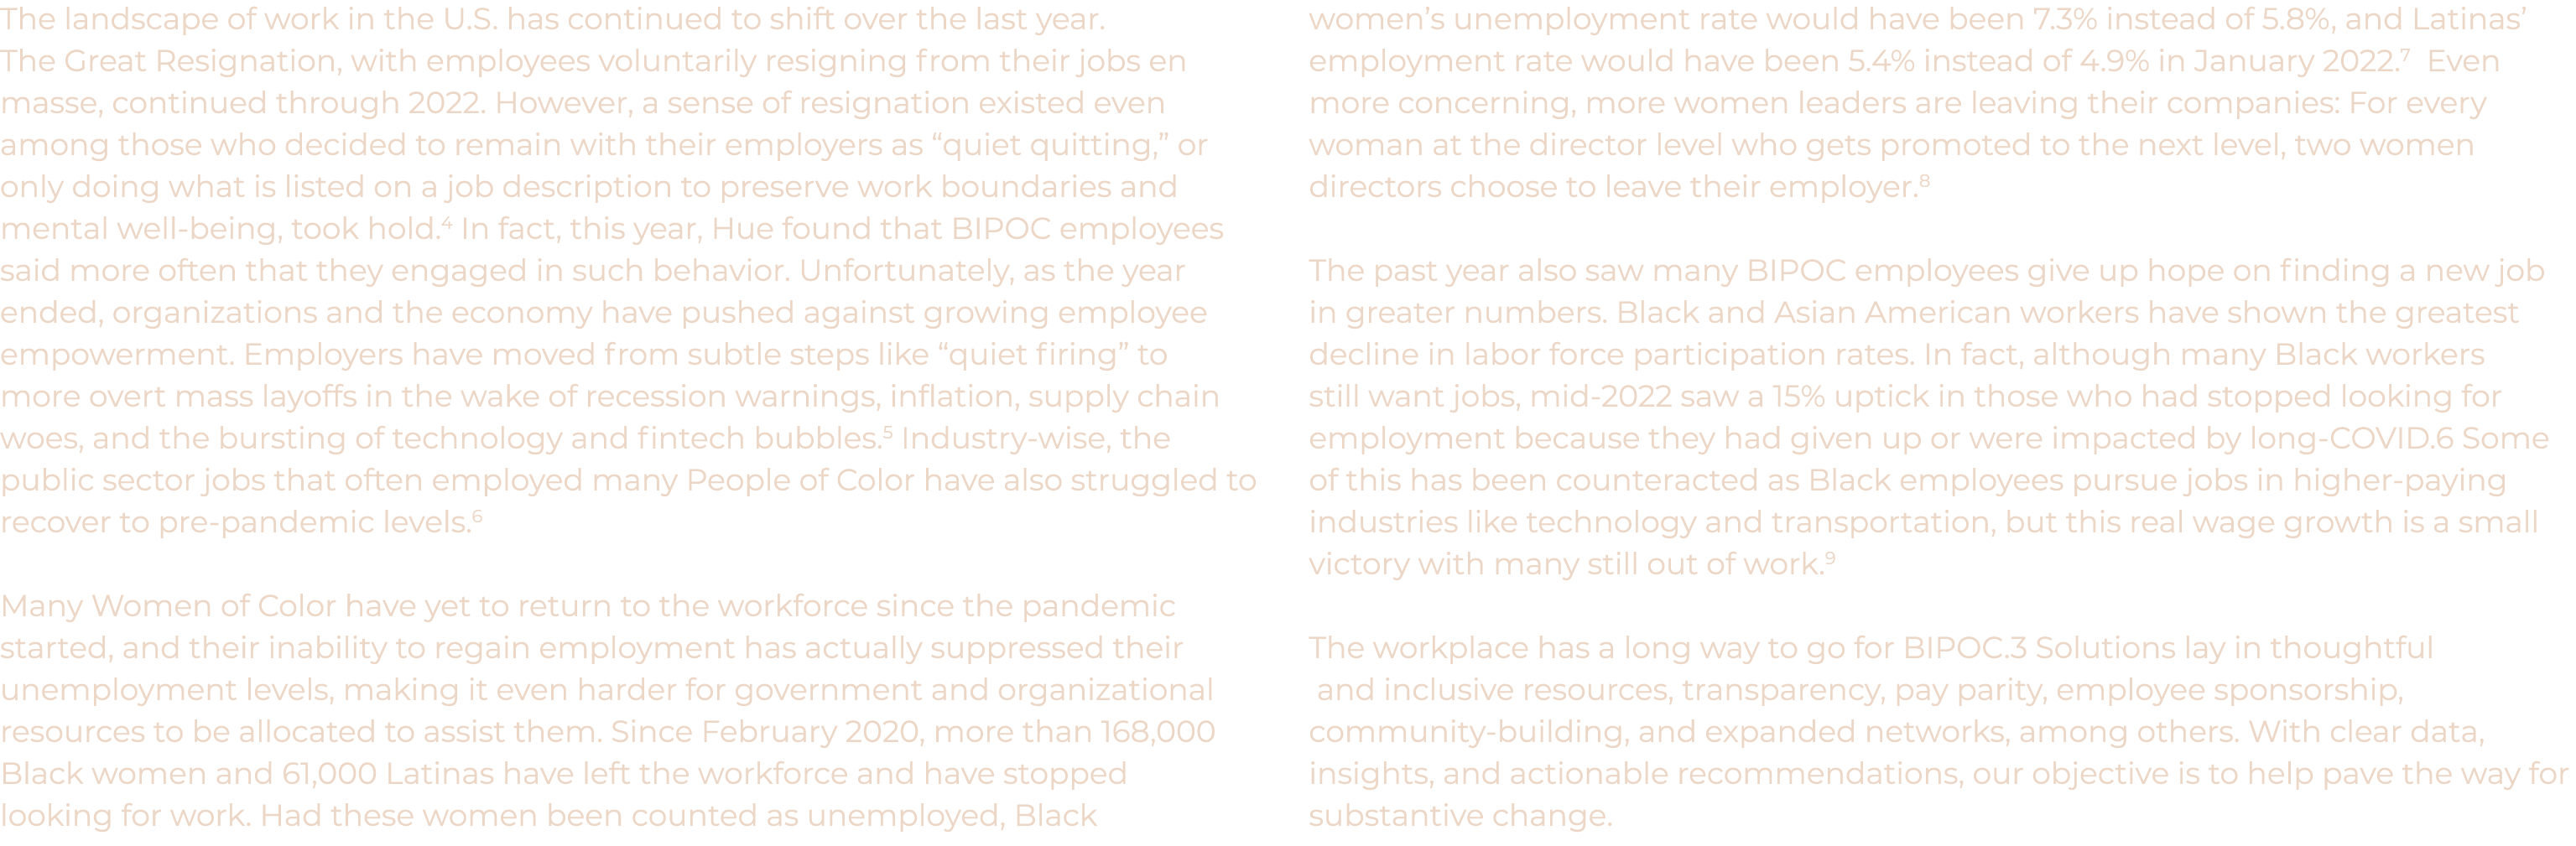 The landscape of work in the U.S. has continued to shift over the last year.
The Great Resignation, with employees voluntarily resigning from their jobs en
masse, continued through 2022. However, a sense of resignation existed even
among those who decided to remain with their employers as “quiet quitting,” or
only doing what is listed on a job description to preserve work boundaries and
mental well-being, took hold.⁴ In fact, this year, Hue found that BIPOC employees
said more often that they engaged in such behavior. Unfortunately, as the year
ended, organizations and the economy have pushed against growing employee
empowerment. Employers have moved from subtle steps like “quiet firing” to
more overt mass layoffs in the wake of recession warnings, inflation, supply chain
woes, and the bursting of technology and fintech bubbles.⁵ Industry-wise, the
public sector jobs that often employed many People of Color have also struggled to
recover to pre-pandemic levels.⁶
Many Women of Color have yet to return to the workforce since the pandemic
started, and their inability to regain employment has actually suppressed their
unemployment levels, making it even harder for government and organizational
resources to be allocated to assist them. Since February 2020, more than 168,000
Black women and 61,000 Latinas have left the workforce and have stopped
looking for work. Had these women been counted as unemployed, Black
women’s unemployment rate would have been 7.3% instead of 5.8%, and Latinas’
employment rate would have been 5.4% instead of 4.9% in January 2022.⁷ Even
more concerning, more women leaders are leaving their companies: For every
woman at the director level who gets promoted to the next level, two women
directors choose to leave their employer.⁸
The past year also saw many BIPOC employees give up hope on finding a new job
in greater numbers. Black and Asian American workers have shown the greatest
decline in labor force participation rates. In fact, although many Black workers
still want jobs, mid-2022 saw a 15% uptick in those who had stopped looking for
employment because they had given up or were impacted by long-COVID.6 Some
of this has been counteracted as Black employees pursue jobs in higher-paying
industries like technology and transportation, but this real wage growth is a small
victory with many still out of work.⁹
The workplace has a long way to go for BIPOC.3 Solutions lay in thoughtful
and inclusive resources, transparency, pay parity, employee sponsorship,
community-building, and expanded networks, among others. With clear data,
insights, and actionable recommendations, our objective is to help pave the way for
substantive change.